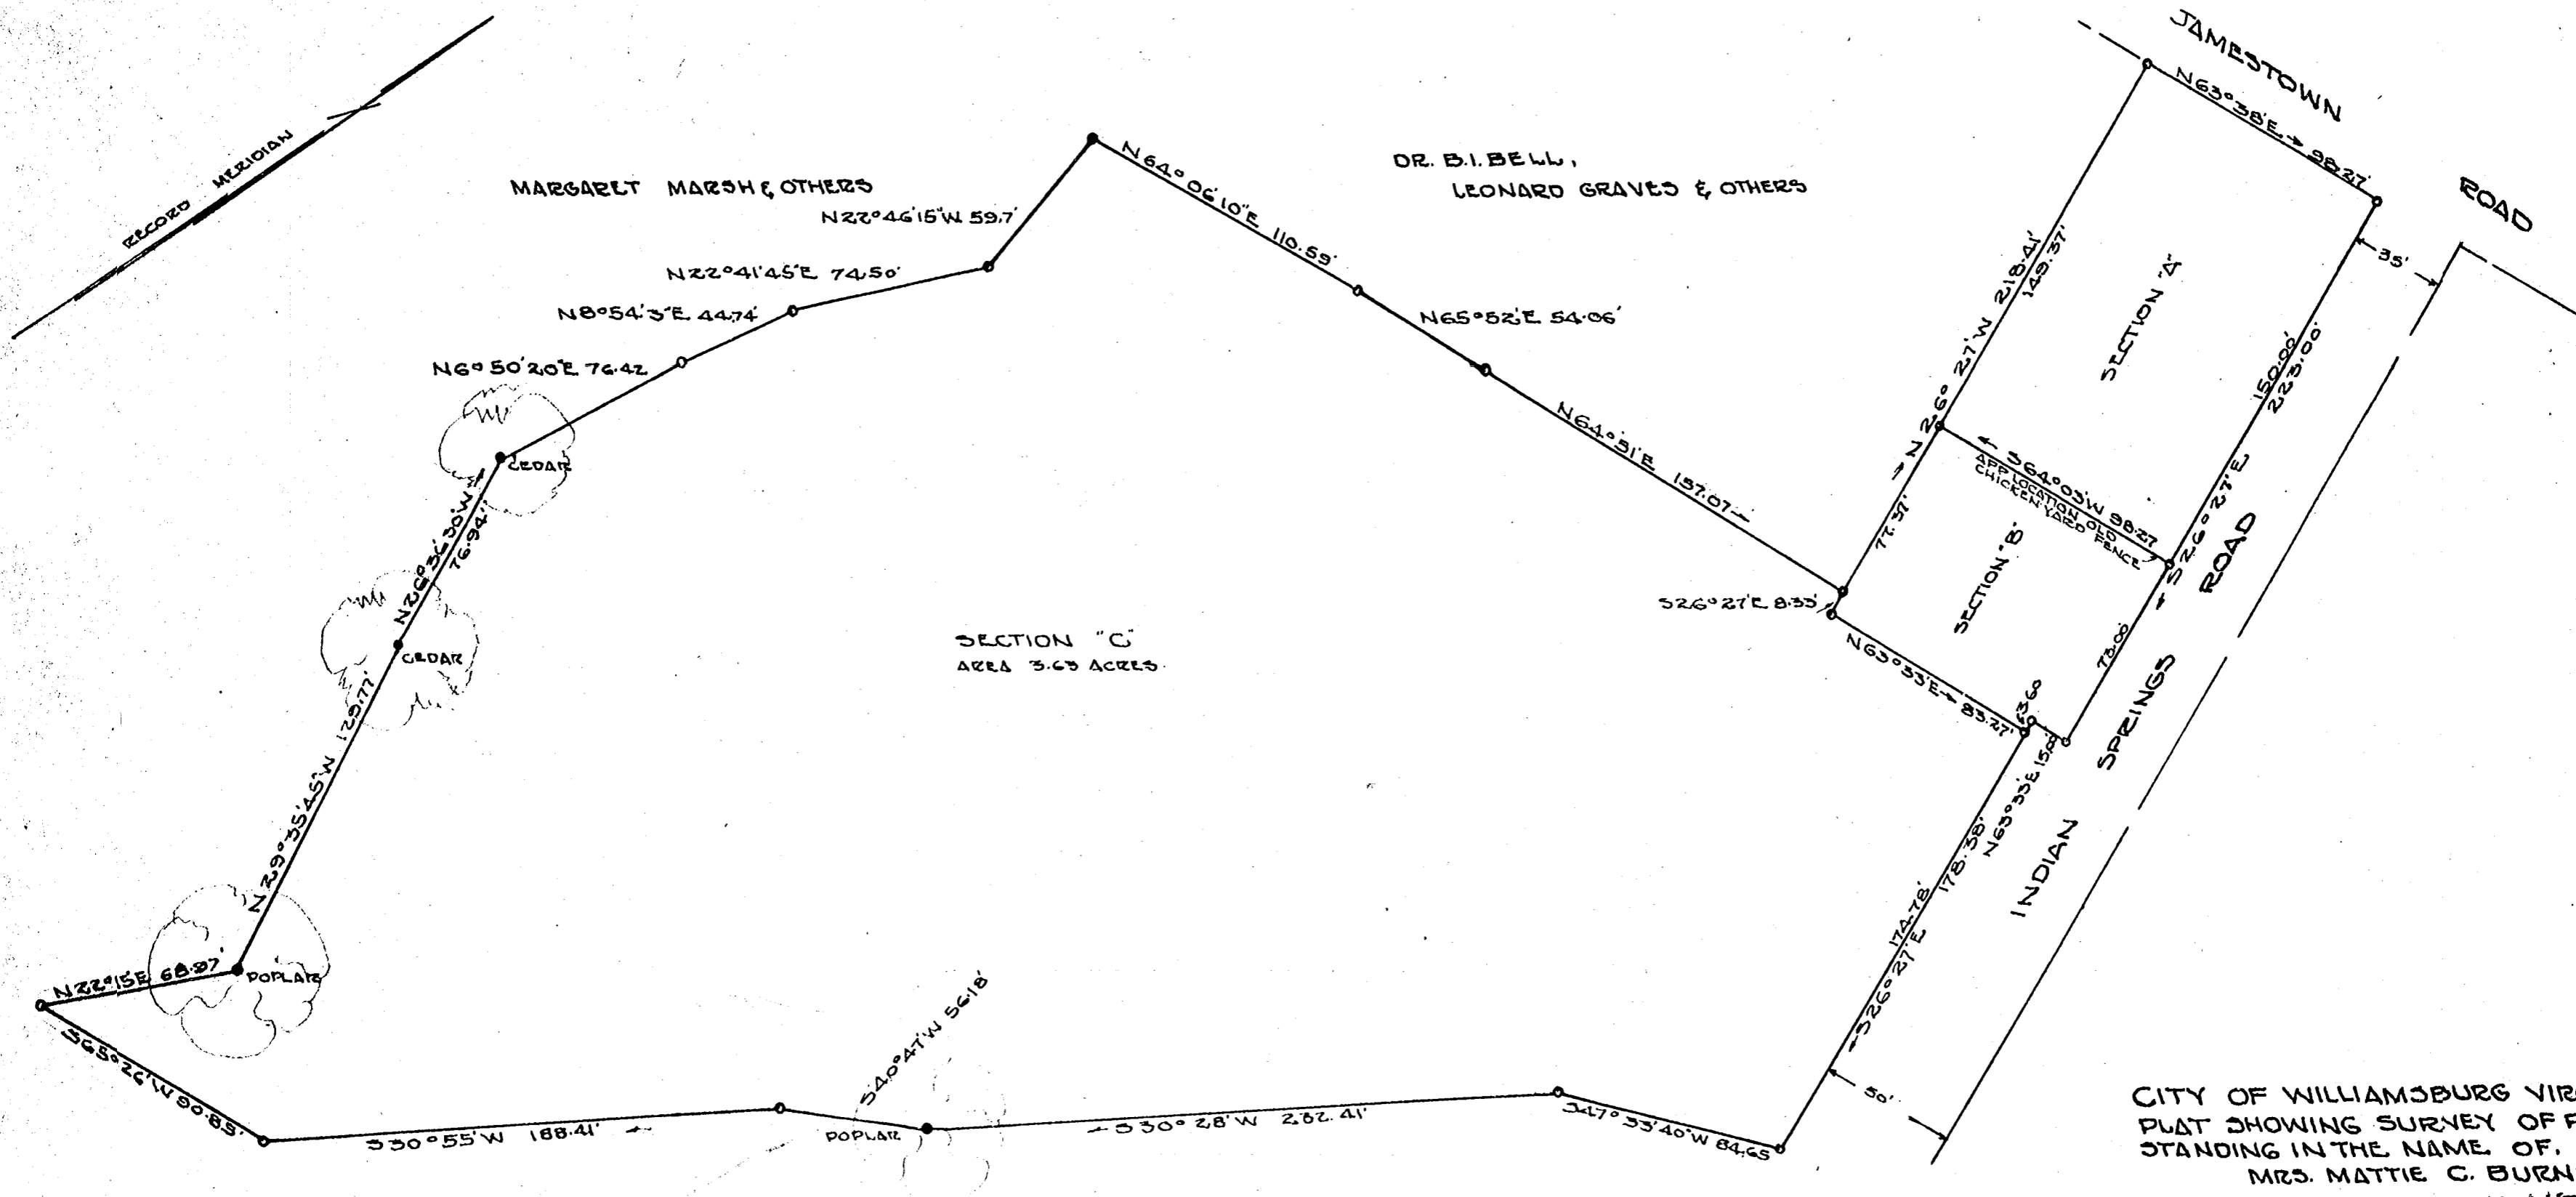 JAMESTOWN
ROAD
RECORD MERIDIAN
N63°38'E 98.27'
MARGARET MARSH & OTHERS
DR. B.I. BELL,
LEONARD GRAVES & OTHERS
N22°46'15"W 59.7'
N64°06'10"E 110.59'
N22°41'45"E 74.50'
N8°54'3"E 44.74'
N6°50'20"E 76.42
N65°52'E 54.06'
35'
SECTION "A"
N26°27'W 218.41'
149.37'
150.00'
223.00'
S26°27'E
N64°31'E 157.07
77.37'
S64°03'W 98.27
APP. LOCATION OLD
CHICKEN YARD FENCE
CEDAR
N26°36'30"W
76.94'
CEDAR
SECTION "B"
S26°27'E 8.33'
73.00'
N63°33'E 83.27'
3.60
N63°33'E 15.00'
INDIAN SPRINGS ROAD
SECTION "C"
AREA 3.63 ACRES.
N29°35'45"W 129.77'
N22°15'E 68.97'
POPLAR
S65°26'W 90.85'
S30°55'W 188.41'
S40°47'W 56.18'
POPLAR
S30°28'W 232.41'
S47°33'40"W 84.65
174.78'
178.38'
S26°27'E
50'
CITY OF WILLIAMSBURG VIR
PLAT SHOWING SURVEY OF P
STANDING IN THE NAME OF,
MRS. MATTIE C. BURN